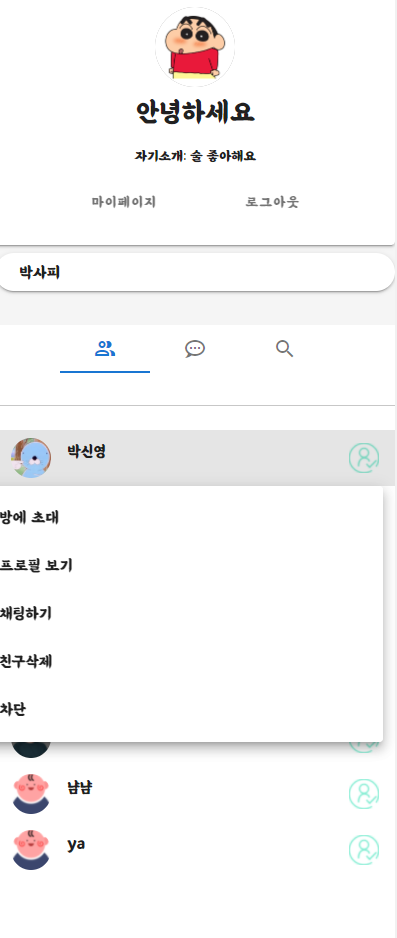 안녕하세요
자기소개: 술 좋아해요
마이페이지 로그아웃
박사피
박신영
방에 초대
프로필 보기
채팅하기
친구삭제
차단
냠냠
ya